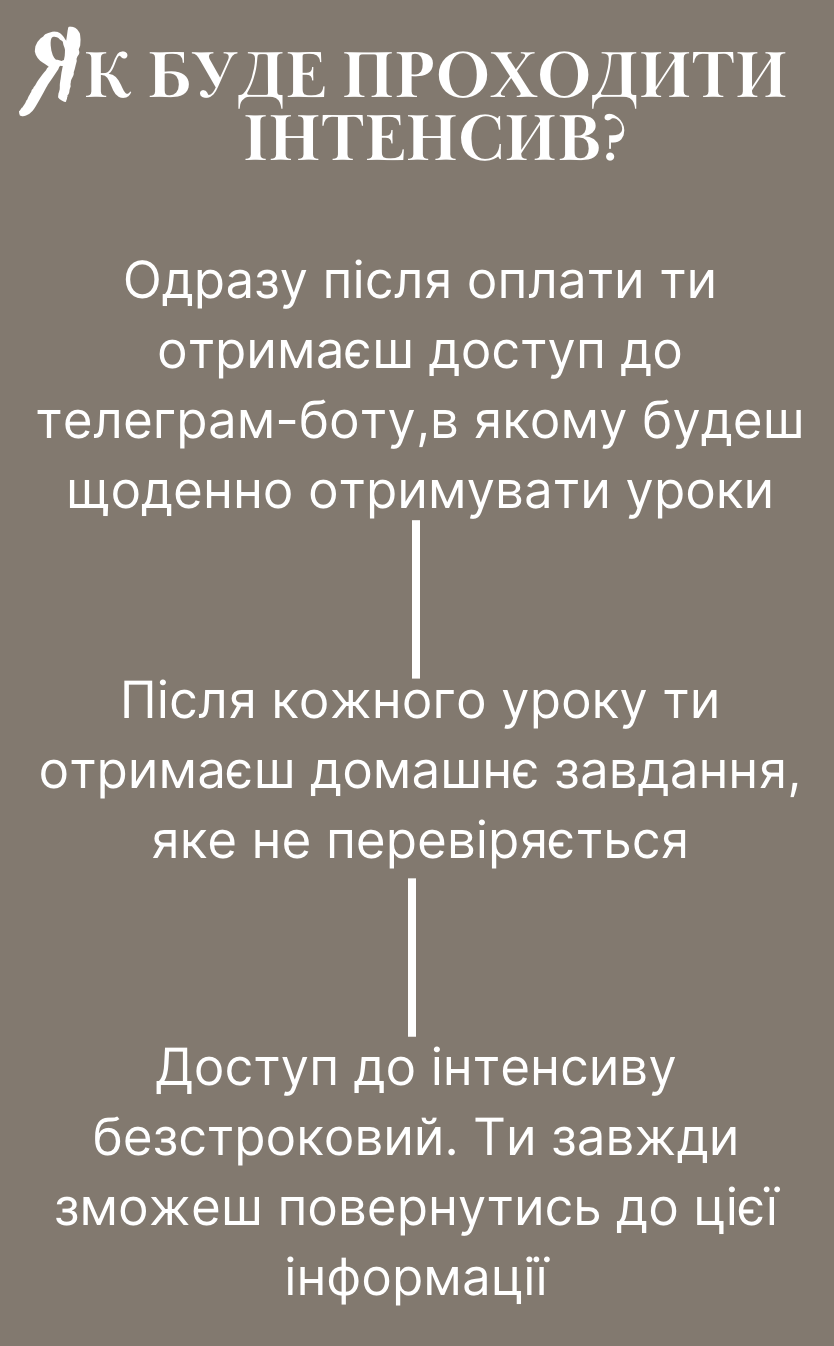 ЯК БУДЕ ПРОХОДИТИ
ІНТЕНСИВ?
Одразу після оплати ти
отримаєш доступ до
телеграм-боту,в якому будеш
щоденно отримувати уроки
Після кожного уроку ти
отримаєш домашнє завдання,
яке не перевіряється
Доступ до інтенсиву
безстроковий. Ти завжди
зможеш повернутись до цієї
інформації